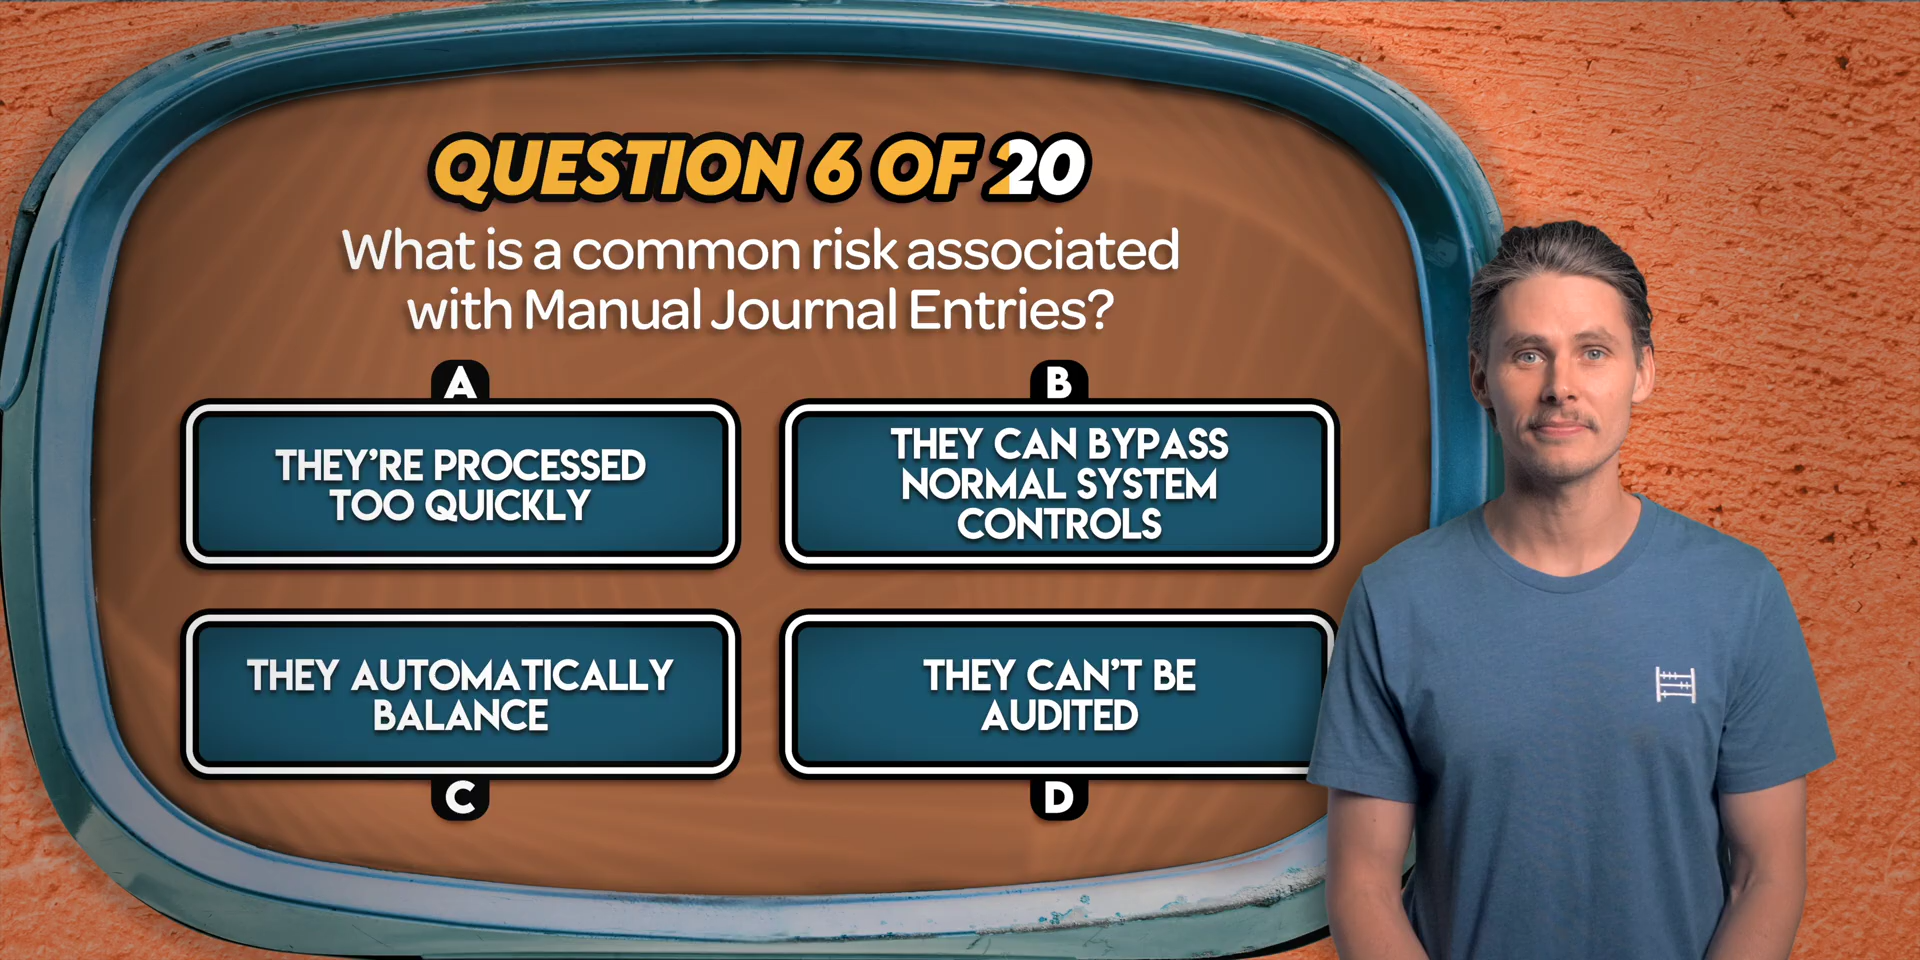 QUESTION 6 OF 20
What is a common risk associated
with Manual Journal Entries?
A
THEY'RE PROCESSED
TOO QUICKLY
B
THEY CAN BYPASS
NORMAL SYSTEM
CONTROLS
THEY AUTOMATICALLY
BALANCE
C
THEY CAN'T BE
AUDITED
D